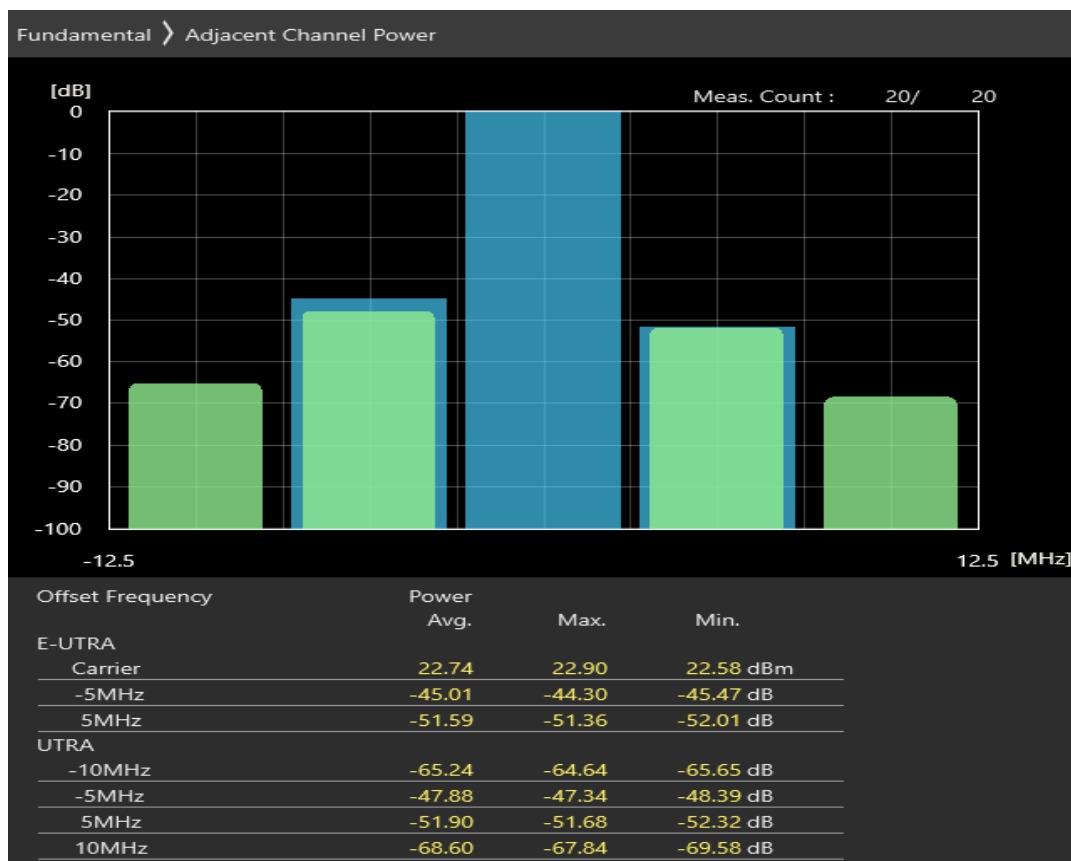 Fundamental ❯ Adjacent Channel Power
[dB]
Meas. Count : 20/ 20
0
-10
-20
-30
-40
-50
-60
-70
-80
-90
-100
-12.5 12.5 [MHz]
Offset Frequency Power
Avg. Max. Min.
E-UTRA
Carrier 22.74 22.90 22.58 dBm
-5MHz -45.01 -44.30 -45.47 dB
5MHz -51.59 -51.36 -52.01 dB
UTRA
-10MHz -65.24 -64.64 -65.65 dB
-5MHz -47.88 -47.34 -48.39 dB
5MHz -51.90 -51.68 -52.32 dB
10MHz -68.60 -67.84 -69.58 dB